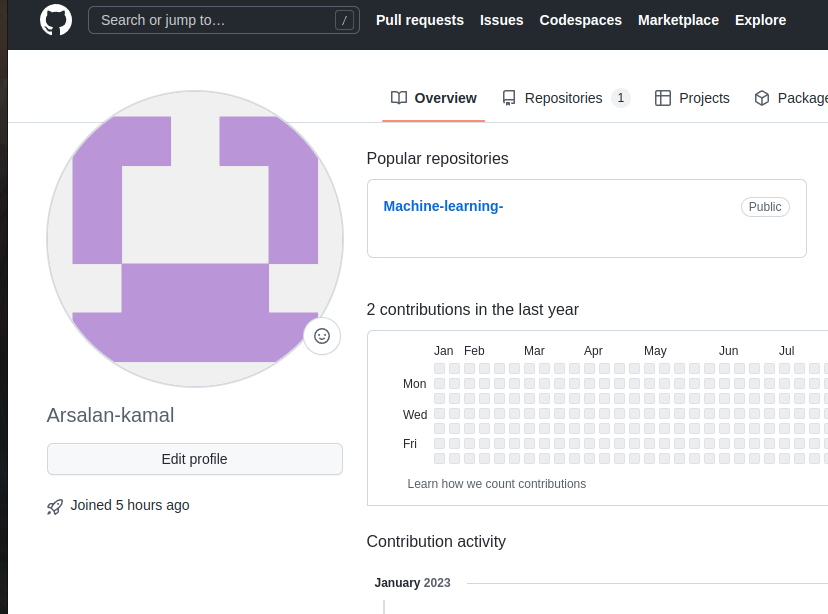 Search or jump to…
/
Pull requests Issues Codespaces Marketplace Explore
Overview Repositories 1 Projects Package
Popular repositories
Machine-learning-
Public
2 contributions in the last year
Jan Feb Mar Apr May Jun Jul
Mon
Wed
Fri
Learn how we count contributions
Arsalan-kamal
Edit profile
Joined 5 hours ago
Contribution activity
January 2023